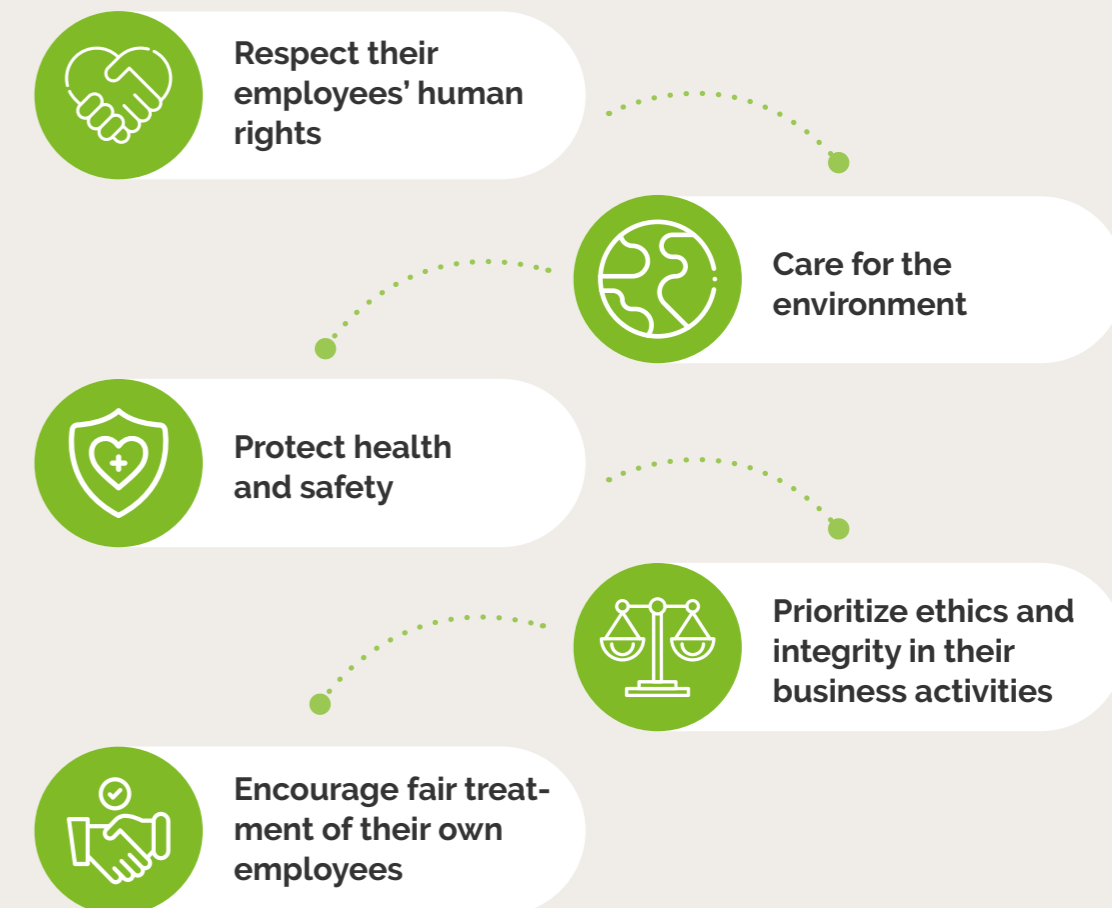 Respect their
employees’ human
rights
Care for the
environment
Protect health
and safety
Prioritize ethics and
integrity in their
business activities
Encourage fair treat-
ment of their own
employees